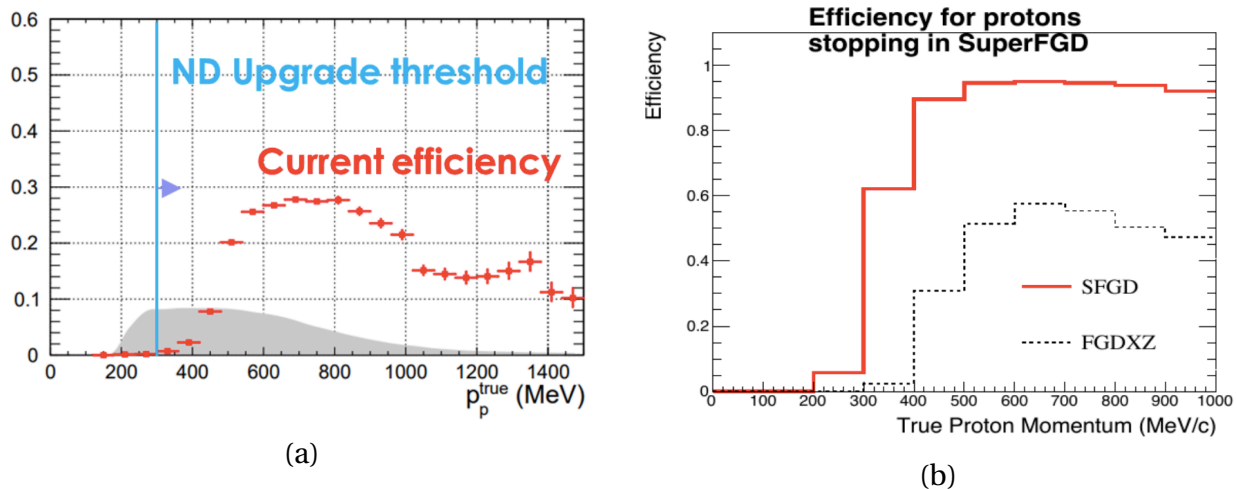 0.6
0.5
0.4
0.3
0.2
0.1
0
ND Upgrade threshold
Current efficiency
0 200 400 600 800 1000 1200 1400
p_p^true (MeV)
(a)
Efficiency for protons
stopping in SuperFGD
Efficiency
1
0.8
0.6
0.4
0.2
0
SFGD
FGDXZ
0 100 200 300 400 500 600 700 800 900 1000
True Proton Momentum (MeV/c)
(b)